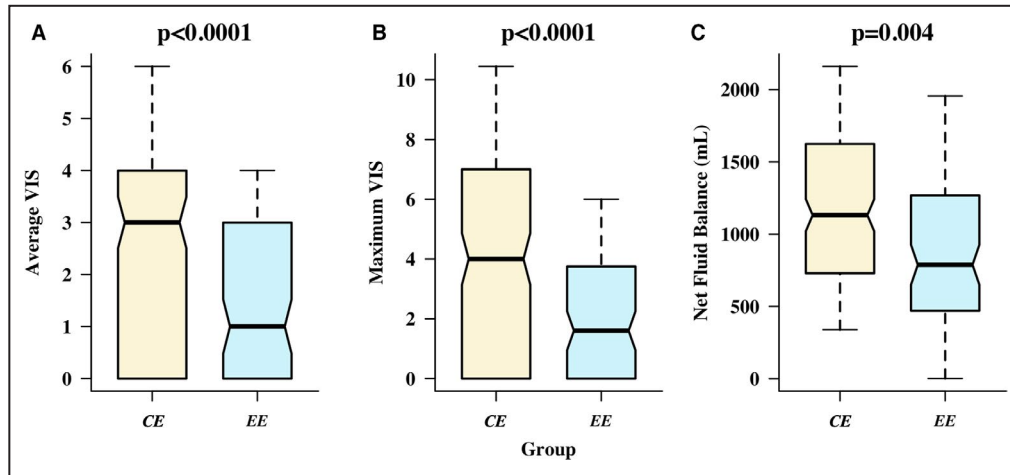 A p<0.0001
Average VIS
6
5
4
3
2
1
0
CE EE
B p<0.0001
Maximum VIS
10
8
6
4
2
0
CE EE
Group
C p=0.004
Net Fluid Balance (mL)
2000
1500
1000
500
0
CE EE